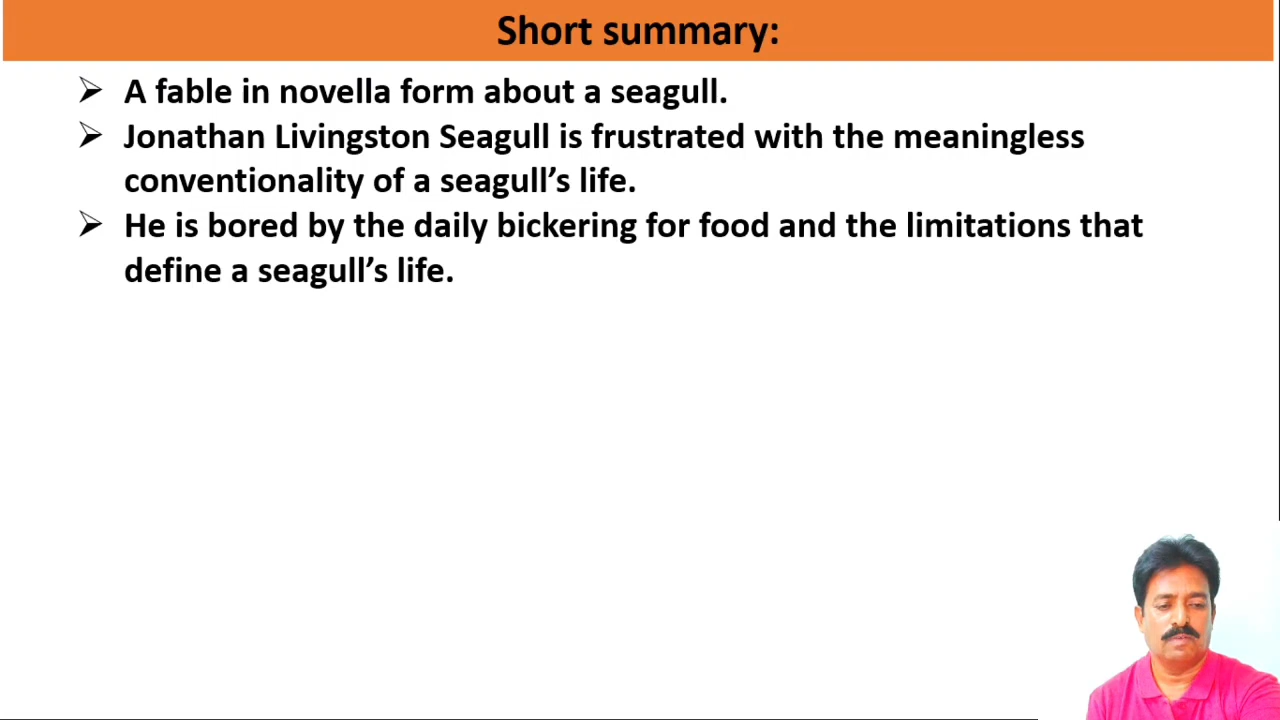 Short summary:
➢ A fable in novella form about a seagull.
➢ Jonathan Livingston Seagull is frustrated with the meaningless
conventionality of a seagull’s life.
➢ He is bored by the daily bickering for food and the limitations that
define a seagull’s life.